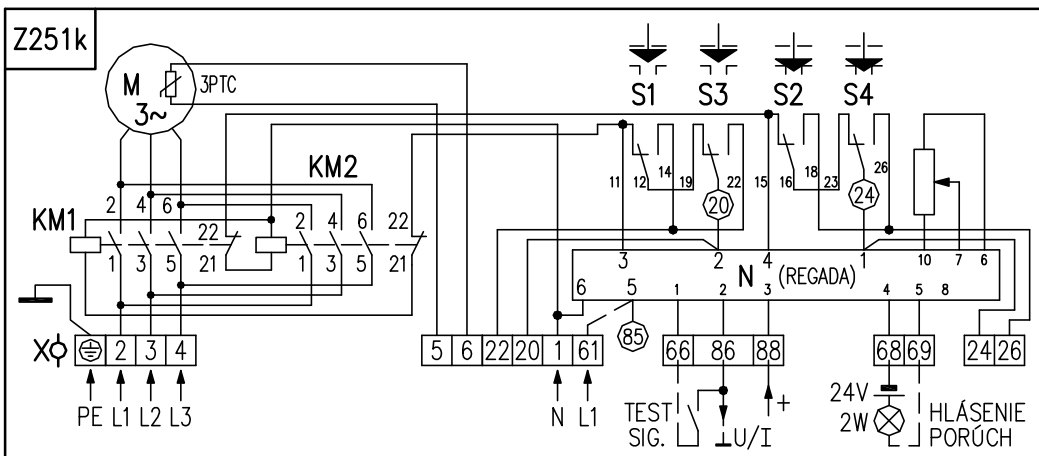 Z251k
M
3~
3PTC
S1 S3 S2 S4
KM2
KM1
2 4 6 22
1 3 5 21
2 4 6 22
1 3 5 21
11 12 14 19 22 15 16 18 23 26
20
24
3 2 4 1 10 7 6
N (REGADA)
6 5 1 2 3 4 5 8
85
X
2 3 4
5 6 22 20 1 61
66 86 88
68 69
24 26
PE L1 L2 L3
N L1
TEST
SIG.
U/I
+
24V
2W
HLÁSENIE
PORÚCH